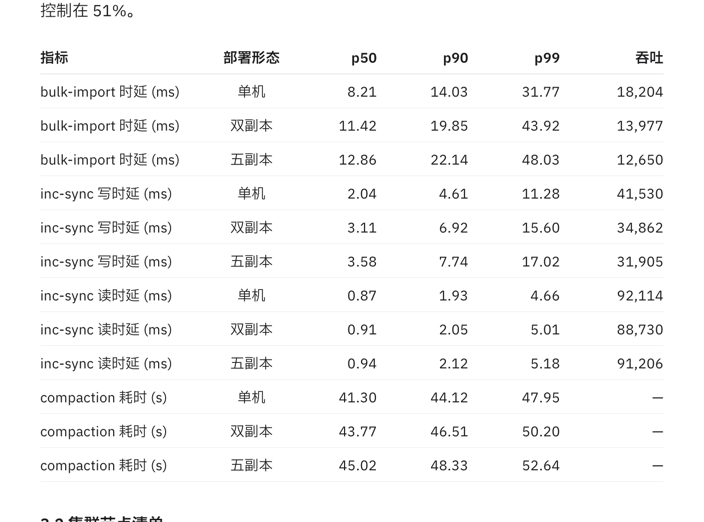 控制在 51%。
指标 部署形态 p50 p90 p99 吞吐
bulk-import 时延 (ms) 单机 8.21 14.03 31.77 18,204
bulk-import 时延 (ms) 双副本 11.42 19.85 43.92 13,977
bulk-import 时延 (ms) 五副本 12.86 22.14 48.03 12,650
inc-sync 写时延 (ms) 单机 2.04 4.61 11.28 41,530
inc-sync 写时延 (ms) 双副本 3.11 6.92 15.60 34,862
inc-sync 写时延 (ms) 五副本 3.58 7.74 17.02 31,905
inc-sync 读时延 (ms) 单机 0.87 1.93 4.66 92,114
inc-sync 读时延 (ms) 双副本 0.91 2.05 5.01 88,730
inc-sync 读时延 (ms) 五副本 0.94 2.12 5.18 91,206
compaction 耗时 (s) 单机 41.30 44.12 47.95 —
compaction 耗时 (s) 双副本 43.77 46.51 50.20 —
compaction 耗时 (s) 五副本 45.02 48.33 52.64 —